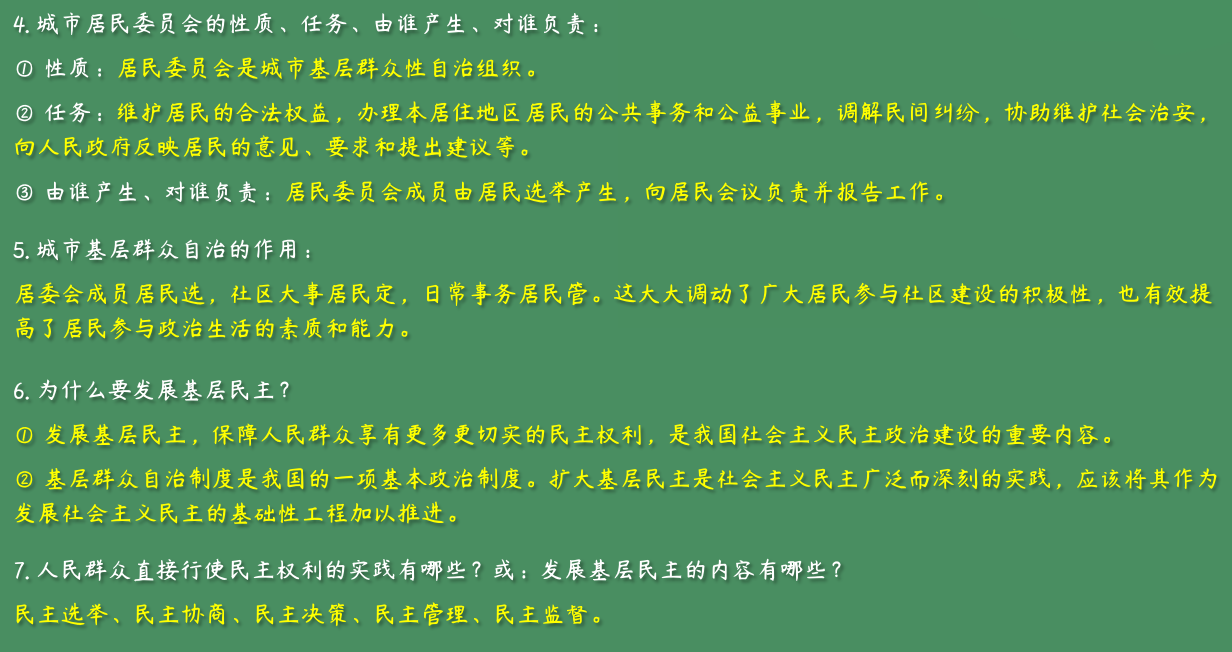 4. 城市居民委员会的性质、任务、由谁产生、对谁负责：
① 性质：居民委员会是城市基层群众性自治组织。
② 任务：维护居民的合法权益，办理本居住地区居民的公共事务和公益事业，调解民间纠纷，协助维护社会治安，
向人民政府反映居民的意见、要求和提出建议等。
③ 由谁产生、对谁负责：居民委员会成员由居民选举产生，向居民会议负责并报告工作。
5. 城市基层群众自治的作用：
居委会成员居民选，社区大事居民定，日常事务居民管。这大大调动了广大居民参与社区建设的积极性，也有效提
高了居民参与政治生活的素质和能力。
6. 为什么要发展基层民主？
① 发展基层民主，保障人民群众享有更多更切实的民主权利，是我国社会主义民主政治建设的重要内容。
② 基层群众自治制度是我国的一项基本政治制度。扩大基层民主是社会主义民主广泛而深刻的实践，应该将其作为
发展社会主义民主的基础性工程加以推进。
7. 人民群众直接行使民主权利的实践有哪些？或：发展基层民主的内容有哪些？
民主选举、民主协商、民主决策、民主管理、民主监督。